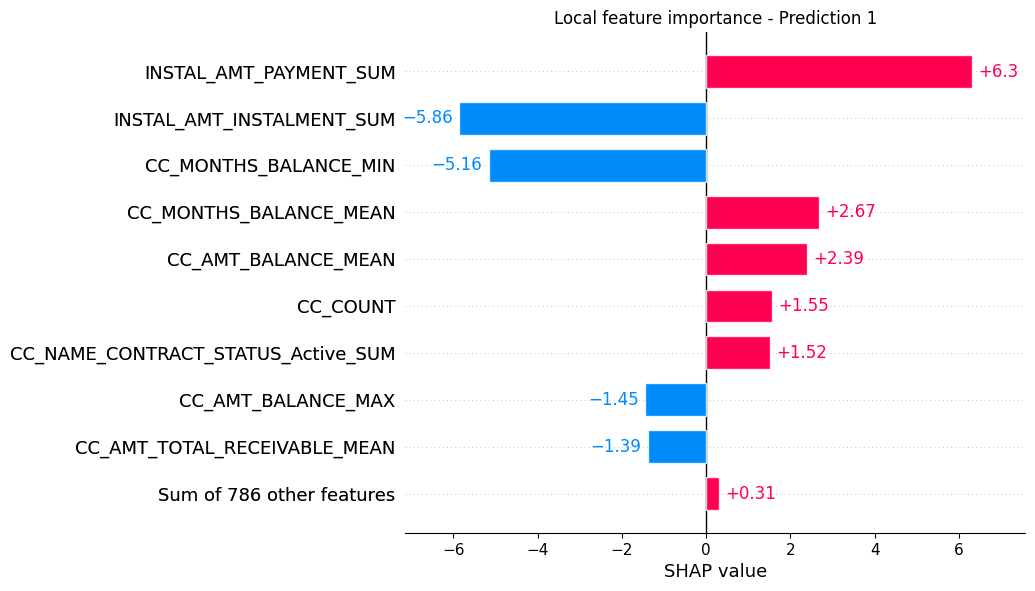 Local feature importance - Prediction 1
INSTAL_AMT_PAYMENT_SUM +6.3
INSTAL_AMT_INSTALMENT_SUM −5.86
CC_MONTHS_BALANCE_MIN −5.16
CC_MONTHS_BALANCE_MEAN +2.67
CC_AMT_BALANCE_MEAN +2.39
CC_COUNT +1.55
CC_NAME_CONTRACT_STATUS_Active_SUM +1.52
CC_AMT_BALANCE_MAX −1.45
CC_AMT_TOTAL_RECEIVABLE_MEAN −1.39
Sum of 786 other features +0.31
−6 −4 −2 0 2 4 6
SHAP value